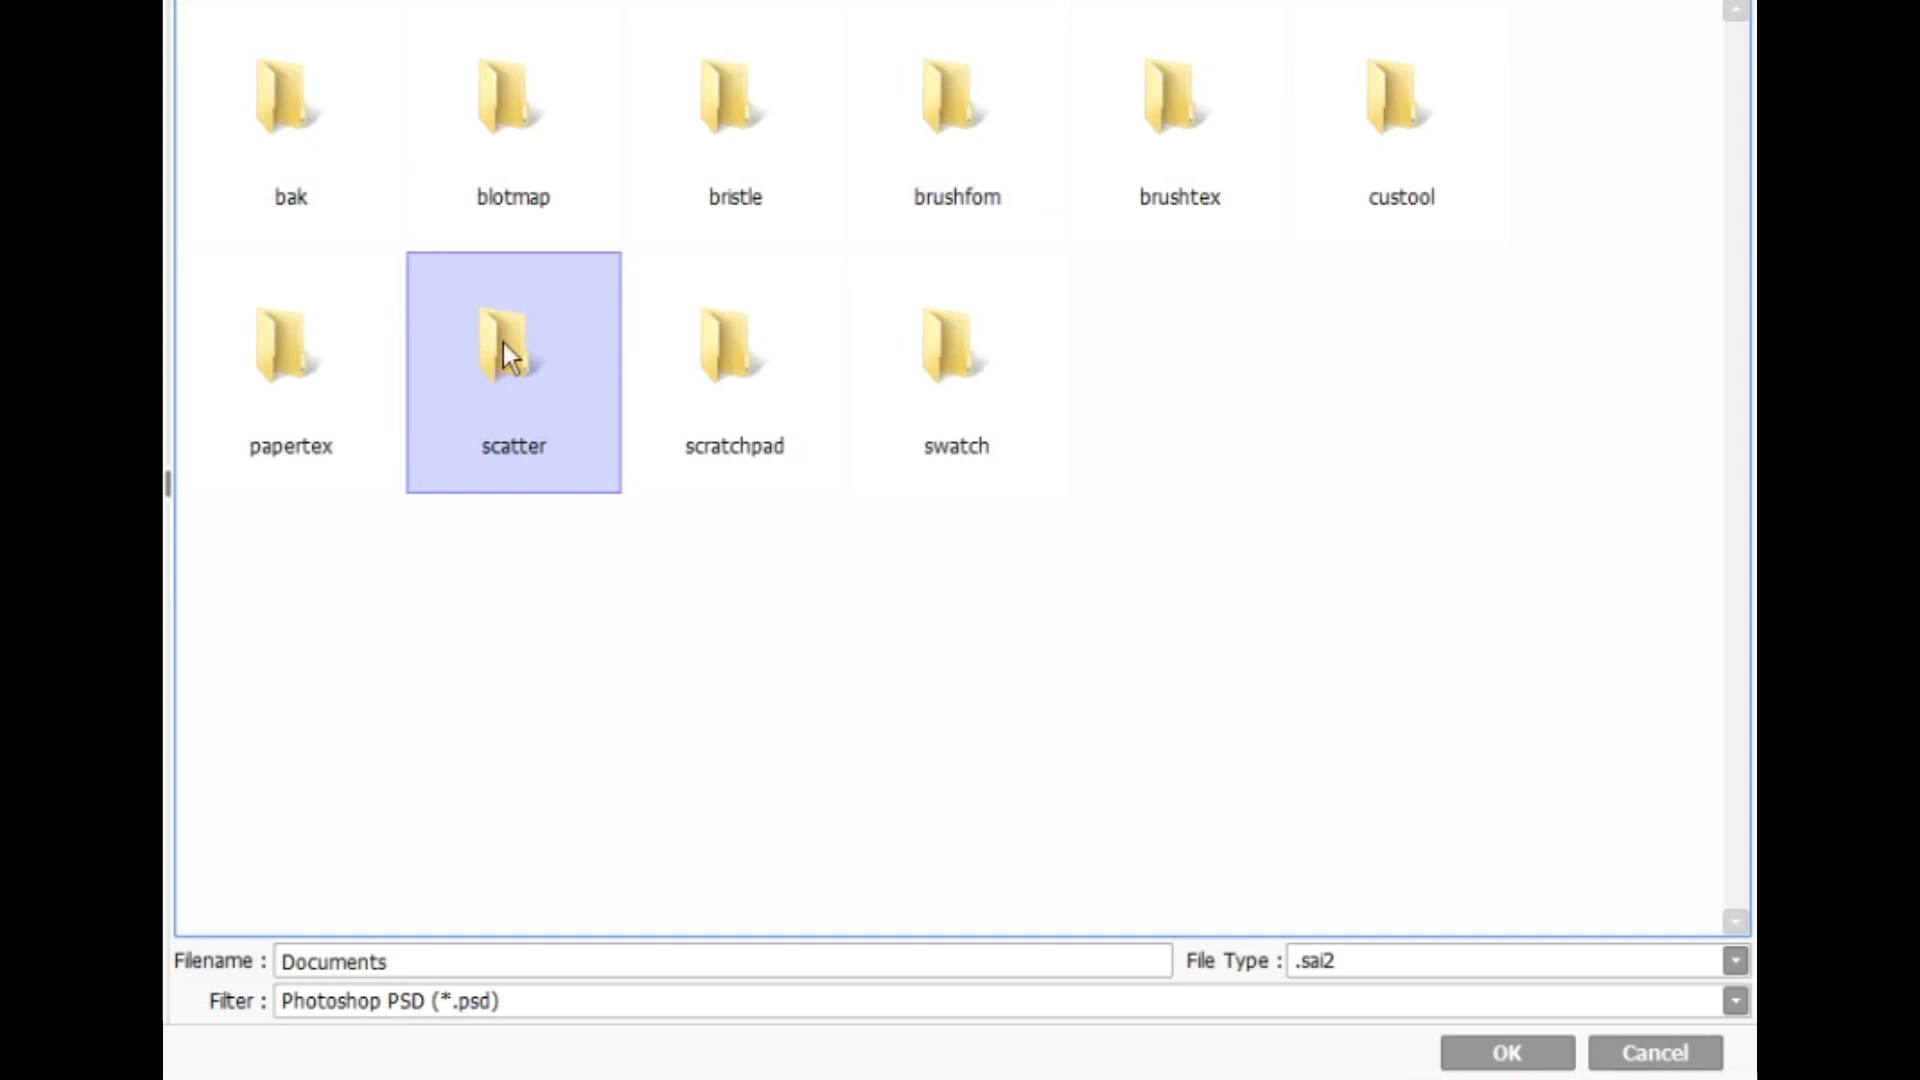 bak blotmap bristle brushfom brushtex custool
papertex scatter scratchpad swatch
Filename : Documents File Type : .sai2
Filter : Photoshop PSD (*.psd)
OK Cancel